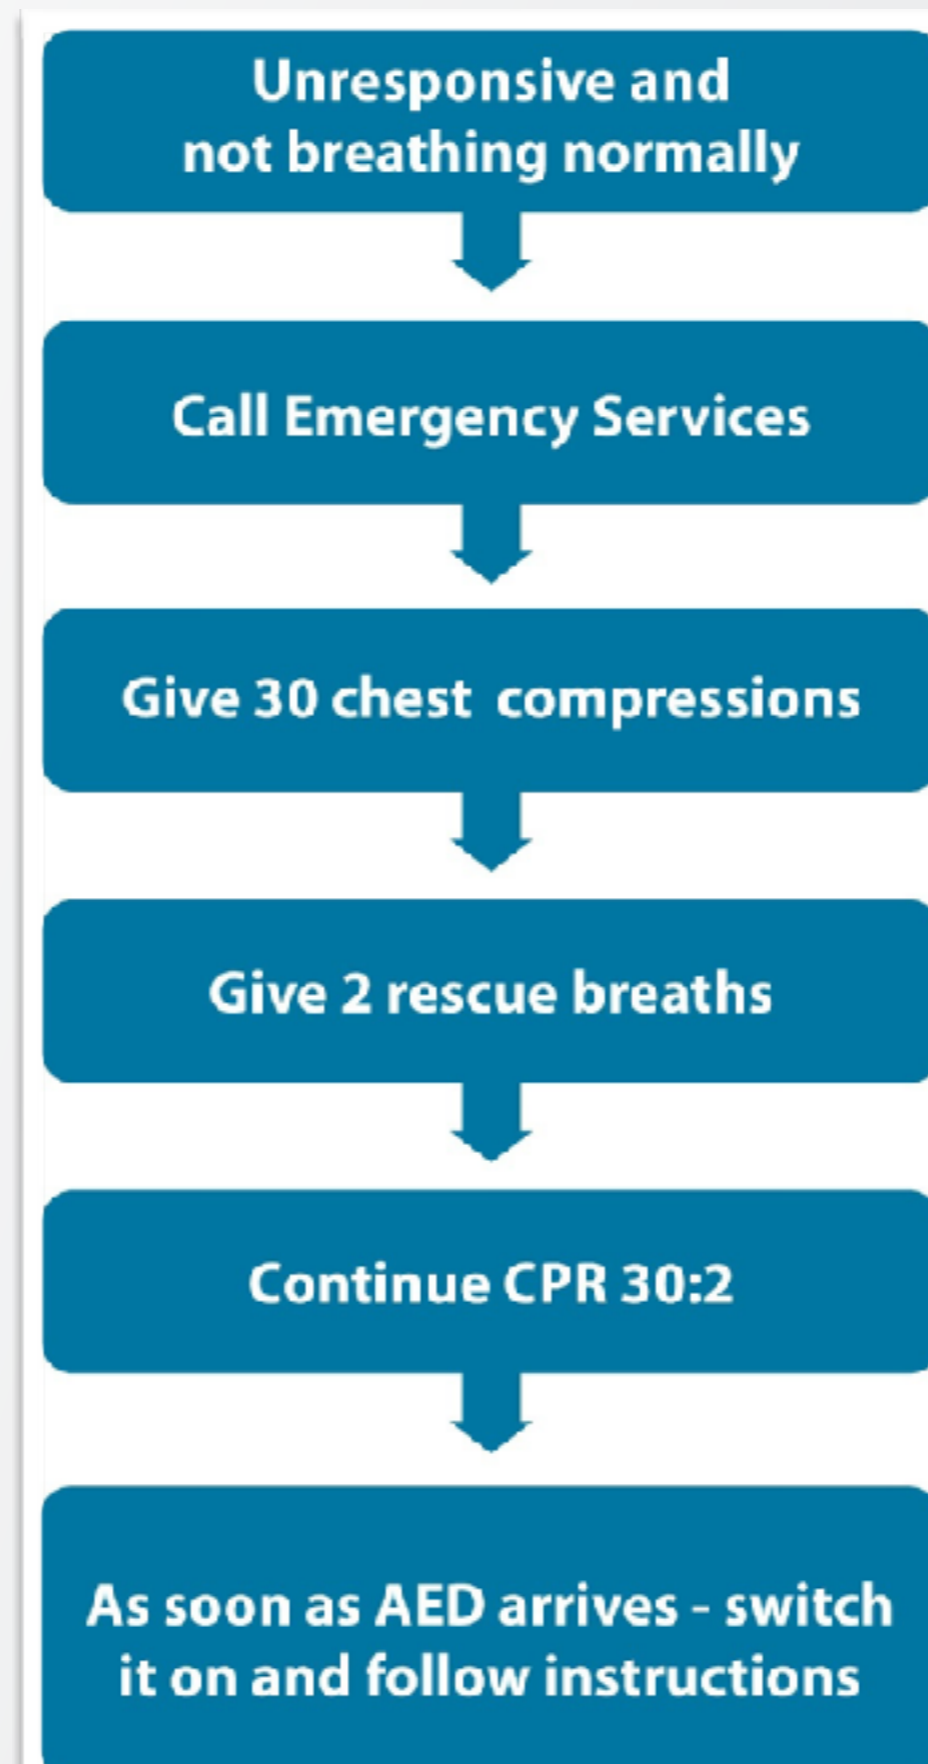 Unresponsive and
not breathing normally
Call Emergency Services
Give 30 chest compressions
Give 2 rescue breaths
Continue CPR 30:2
As soon as AED arrives - switch
it on and follow instructions